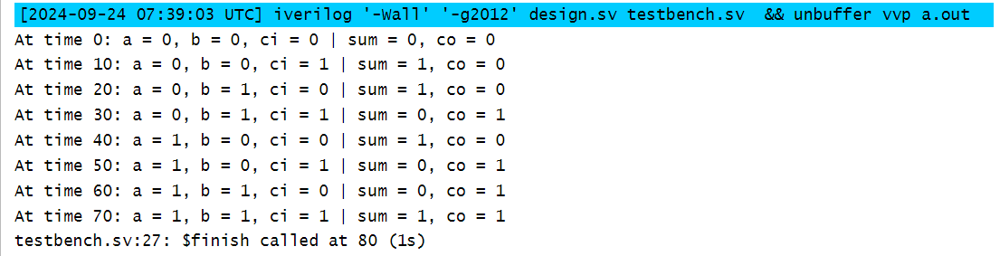 [2024-09-24 07:39:03 UTC] iverilog '-Wall' '-g2012' design.sv testbench.sv  && unbuffer vvp a.out
At time 0: a = 0, b = 0, ci = 0 | sum = 0, co = 0
At time 10: a = 0, b = 0, ci = 1 | sum = 1, co = 0
At time 20: a = 0, b = 1, ci = 0 | sum = 1, co = 0
At time 30: a = 0, b = 1, ci = 1 | sum = 0, co = 1
At time 40: a = 1, b = 0, ci = 0 | sum = 1, co = 0
At time 50: a = 1, b = 0, ci = 1 | sum = 0, co = 1
At time 60: a = 1, b = 1, ci = 0 | sum = 0, co = 1
At time 70: a = 1, b = 1, ci = 1 | sum = 1, co = 1
testbench.sv:27: $finish called at 80 (1s)